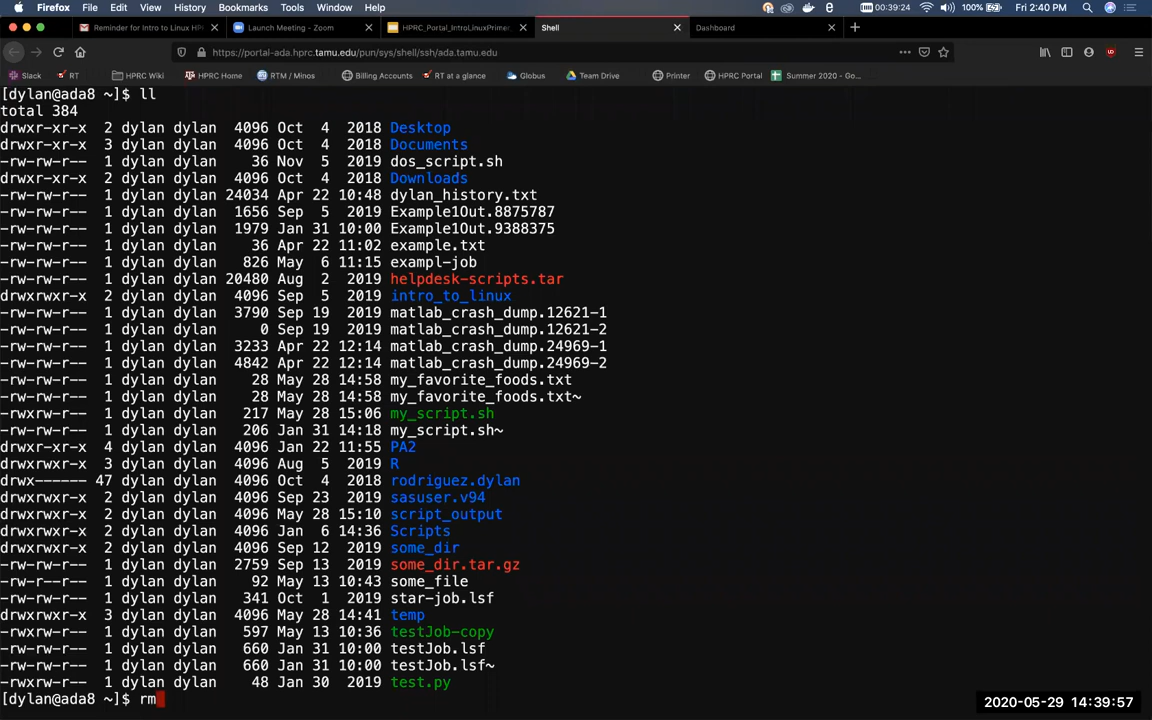 Firefox File Edit View History Bookmarks Tools Window Help 00:39:24 100% Fri 2:40 PM
Reminder for Intro to Linux HP Launch Meeting - Zoom HPRC_Portal_IntroLinuxPrimer Shell Dashboard
https://portal-ada.hprc.tamu.edu/pun/sys/shell/ssh/ada.tamu.edu
Slack RT HPRC Wiki HPRC Home RTM / Minos Billing Accounts RT at a glance Globus Team Drive Printer HPRC Portal Summer 2020 - Go...
[dylan@ada8 ~]$ ll
total 384
drwxr-xr-x 2 dylan dylan 4096 Oct 4 2018 Desktop
drwxr-xr-x 3 dylan dylan 4096 Oct 4 2018 Documents
-rw-rw-r-- 1 dylan dylan 36 Nov 5 2019 dos_script.sh
drwxr-xr-x 2 dylan dylan 4096 Oct 4 2018 Downloads
-rw-rw-r-- 1 dylan dylan 24034 Apr 22 10:48 dylan_history.txt
-rw-rw-r-- 1 dylan dylan 1656 Sep 5 2019 Example1Out.8875787
-rw-rw-r-- 1 dylan dylan 1979 Jan 31 10:00 Example1Out.9388375
-rw-rw-r-- 1 dylan dylan 36 Apr 22 11:02 example.txt
-rw-rw-r-- 1 dylan dylan 826 May 6 11:15 exampl-job
-rw-rw-r-- 1 dylan dylan 20480 Aug 2 2019 helpdesk-scripts.tar
drwxrwxr-x 2 dylan dylan 4096 Sep 5 2019 intro_to_linux
-rw-rw-r-- 1 dylan dylan 3790 Sep 19 2019 matlab_crash_dump.12621-1
-rw-rw-r-- 1 dylan dylan 0 Sep 19 2019 matlab_crash_dump.12621-2
-rw-rw-r-- 1 dylan dylan 3233 Apr 22 12:14 matlab_crash_dump.24969-1
-rw-rw-r-- 1 dylan dylan 4842 Apr 22 12:14 matlab_crash_dump.24969-2
-rw-rw-r-- 1 dylan dylan 28 May 28 14:58 my_favorite_foods.txt
-rw-rw-r-- 1 dylan dylan 28 May 28 14:58 my_favorite_foods.txt~
-rwxrw-r-- 1 dylan dylan 217 May 28 15:06 my_script.sh
-rw-rw-r-- 1 dylan dylan 206 Jan 31 14:18 my_script.sh~
drwxr-xr-x 4 dylan dylan 4096 Jan 22 11:55 PA2
drwxrwxr-x 3 dylan dylan 4096 Aug 5 2019 R
drwx------ 47 dylan dylan 4096 Oct 4 2018 rodriguez.dylan
drwxrwxr-x 2 dylan dylan 4096 Sep 23 2019 sasuser.v94
drwxrwxr-x 2 dylan dylan 4096 May 28 15:10 script_output
drwxrwxr-x 2 dylan dylan 4096 Jan 6 14:36 Scripts
drwxrwxr-x 2 dylan dylan 4096 Sep 12 2019 some_dir
-rw-rw-r-- 1 dylan dylan 2759 Sep 13 2019 some_dir.tar.gz
-rw-r--r-- 1 dylan dylan 92 May 13 10:43 some_file
-rw-rw-r-- 1 dylan dylan 341 Oct 1 2019 star-job.lsf
drwxrwxr-x 3 dylan dylan 4096 May 28 14:41 temp
-rwxrw-r-- 1 dylan dylan 597 May 13 10:36 testJob-copy
-rw-rw-r-- 1 dylan dylan 660 Jan 31 10:00 testJob.lsf
-rw-rw-r-- 1 dylan dylan 660 Jan 31 10:00 testJob.lsf~
-rwxrw-r-- 1 dylan dylan 48 Jan 30 2019 test.py
[dylan@ada8 ~]$ rm
2020-05-29 14:39:57